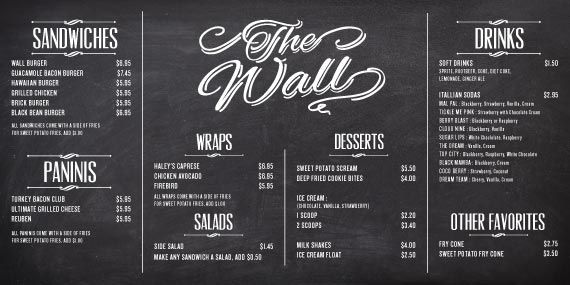 SANDWICHES
WALL BURGER $6.95
GUACAMOLE BACON BURGER $7.45
HAWAIIAN BURGER $5.95
GRILLED CHICKEN $5.95
BRICK BURGER $5.95
BLACK BEAN BURGER $6.95
ALL SANDWICHES COME WITH A SIDE OF FRIES
FOR SWEET POTATO FRIES, ADD $1.00
PANINIS
TURKEY BACON CLUB $5.95
ULTIMATE GRILLED CHEESE $5.95
REUBEN $5.95
ALL PANINIS COME WITH A SIDE OF FRIES
FOR SWEET POTATO FRIES, ADD $1.00
The
Wall
WRAPS
HALEY'S CAPRESE $6.95
CHICKEN AVOCADO $6.95
FIREBIRD $5.95
ALL WRAPS COME WITH A SIDE OF FRIES
FOR SWEET POTATO FRIES, ADD $1.00
SALADS
SIDE SALAD $1.45
MAKE ANY SANDWICH A SALAD, ADD $0.50
DESSERTS
SWEET POTATO SCREAM $5.50
DEEP FRIED COOKIE BITES $4.00
ICE CREAM :
(CHOCOLATE, VANILLA, STRAWBERRY)
1 SCOOP $2.20
2 SCOOPS $3.40
MILK SHAKES $4.00
ICE CREAM FLOAT $2.50
DRINKS
SOFT DRINKS $1.50
SPRITE, ROOTBEER, COKE, DIET COKE,
LEMONADE, GINGER ALE
ITALLIAN SODAS $2.95
MAI PAI : Blackberry, Strawberry, Vanilla, Cream
TICKLE ME PINK : Strawberry with Chocolate Cream
BERRY BLAST : Blackberry or Raspberry
CLOUD NINE : Blackberry, Vanilla
SUGAR LIPS : White Chocolate, Raspberry
THE DREAM : Vanilla, Cream
TOY CITY : Blackberry, Raspberry, White Chocolate
BLACK MAMBA : Blackberry, Cream
COCO BERRY : Strawberry, Coconut
DREAM TEAM : Cherry, Vanilla, Cream
OTHER FAVORITES
FRY CONE $2.75
SWEET POTATO FRY CONE $3.50